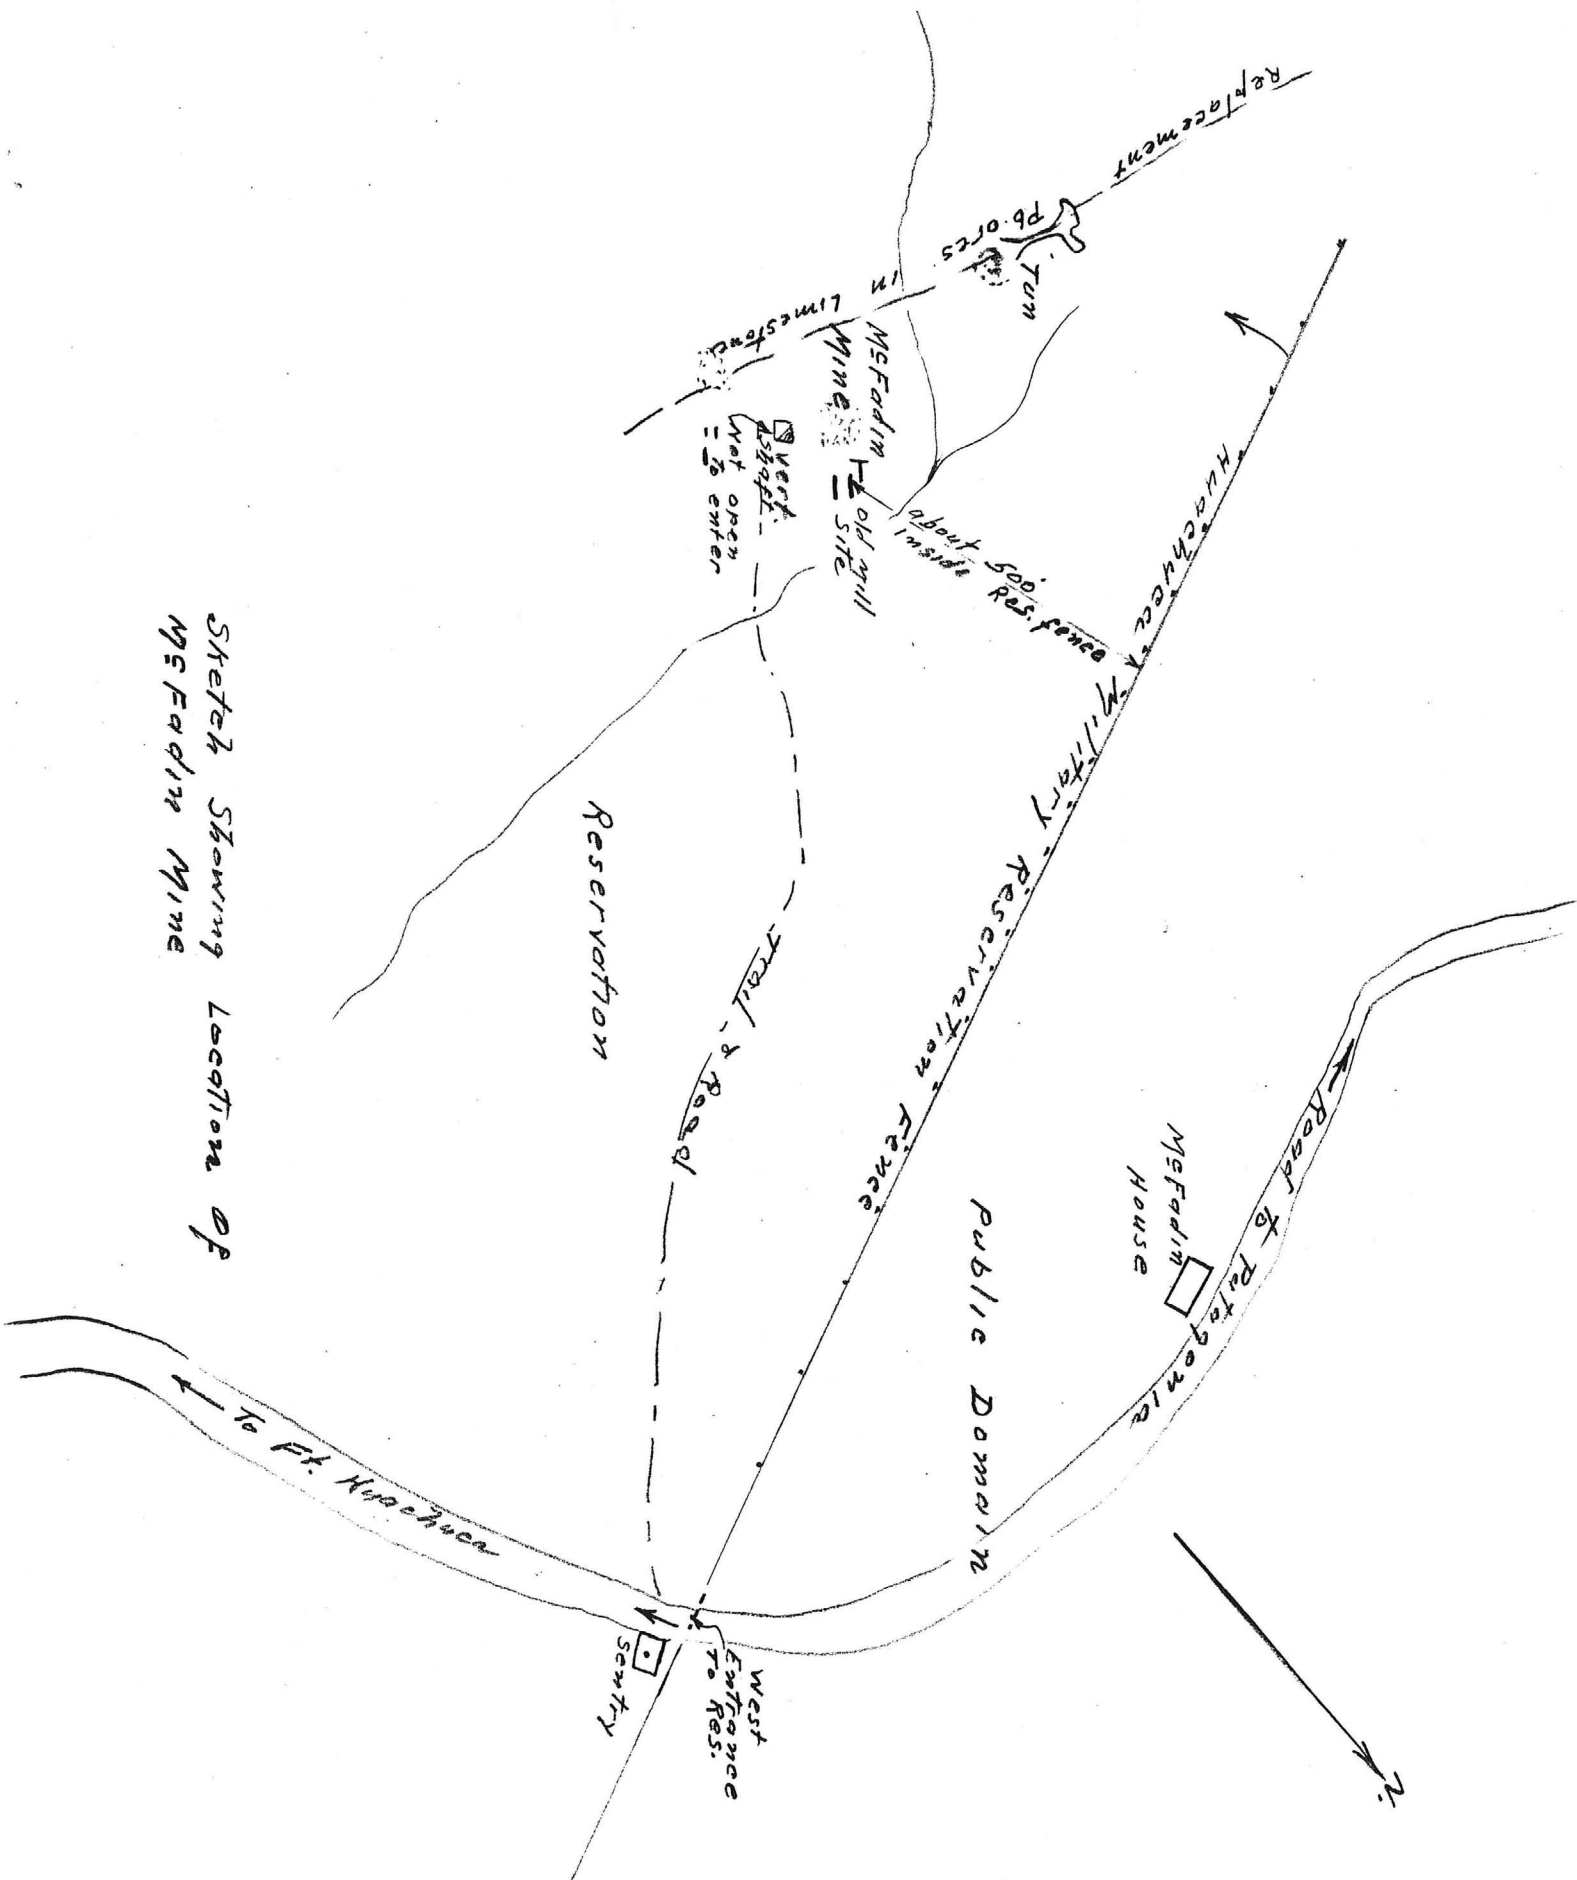 Replacement
Pb. ores
in
Limestone
Tun
McFadin
Mine
Old Mill
Site
Vert.
Shaft.
Not open
to enter
about 500'
Inside Res. fence
Huachuca Military Reservation Fence
Reservation
Trail & Road
Public Domain
McFadin
House
Road to Patagonia
To Ft. Huachuca
West
Entrance
To Res.
Sentry
N.
Sketch Showing Location of
McFadin Mine